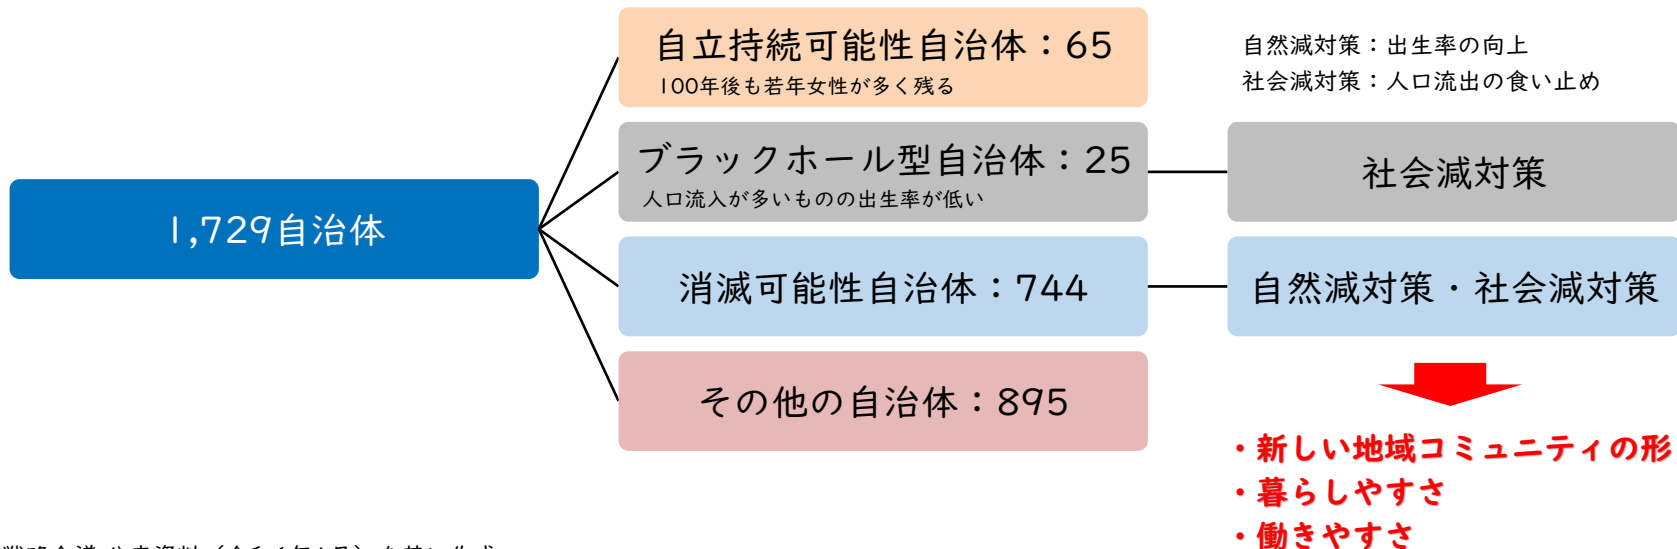 自立持続可能性自治体：65
100年後も若年女性が多く残る
自然減対策：出生率の向上
社会減対策：人口流出の食い止め
ブラックホール型自治体：25
人口流入が多いものの出生率が低い
社会減対策
1,729自治体
消滅可能性自治体：744
自然減対策・社会減対策
その他の自治体：895
・新しい地域コミュニティの形
・暮らしやすさ
・働きやすさ